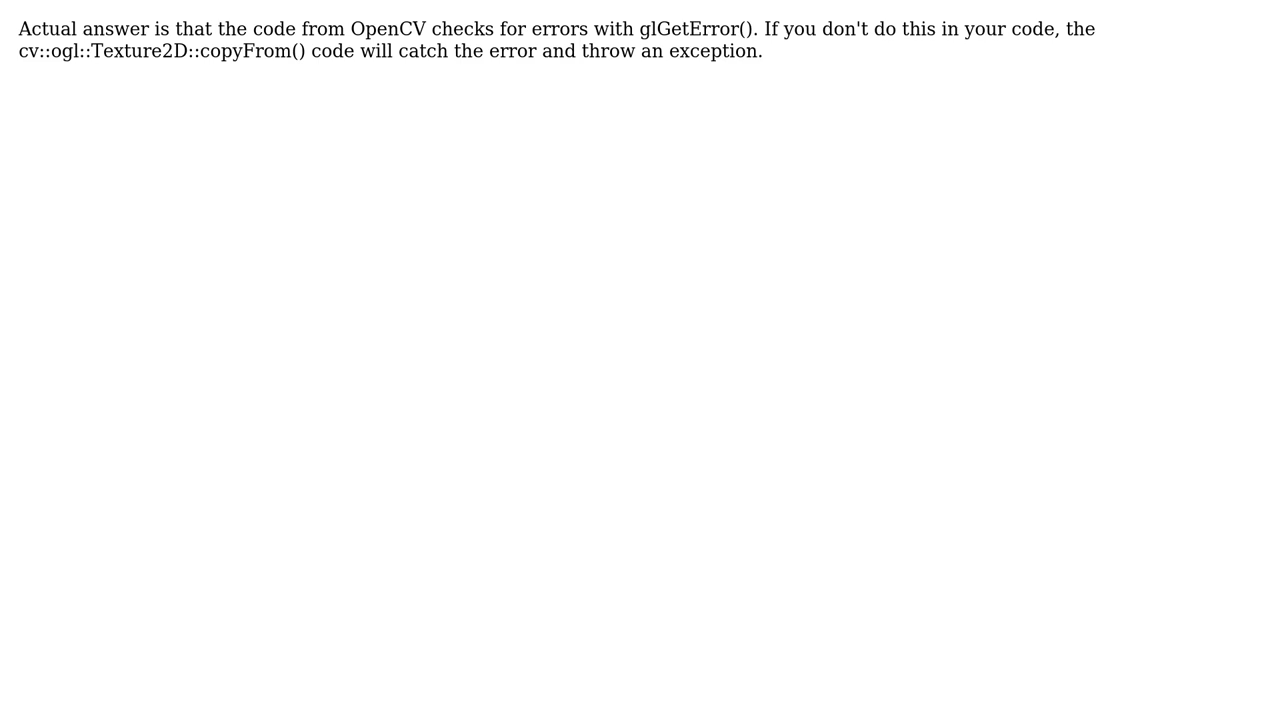 Actual answer is that the code from OpenCV checks for errors with glGetError(). If you don't do this in your code, the
cv::ogl::Texture2D::copyFrom() code will catch the error and throw an exception.